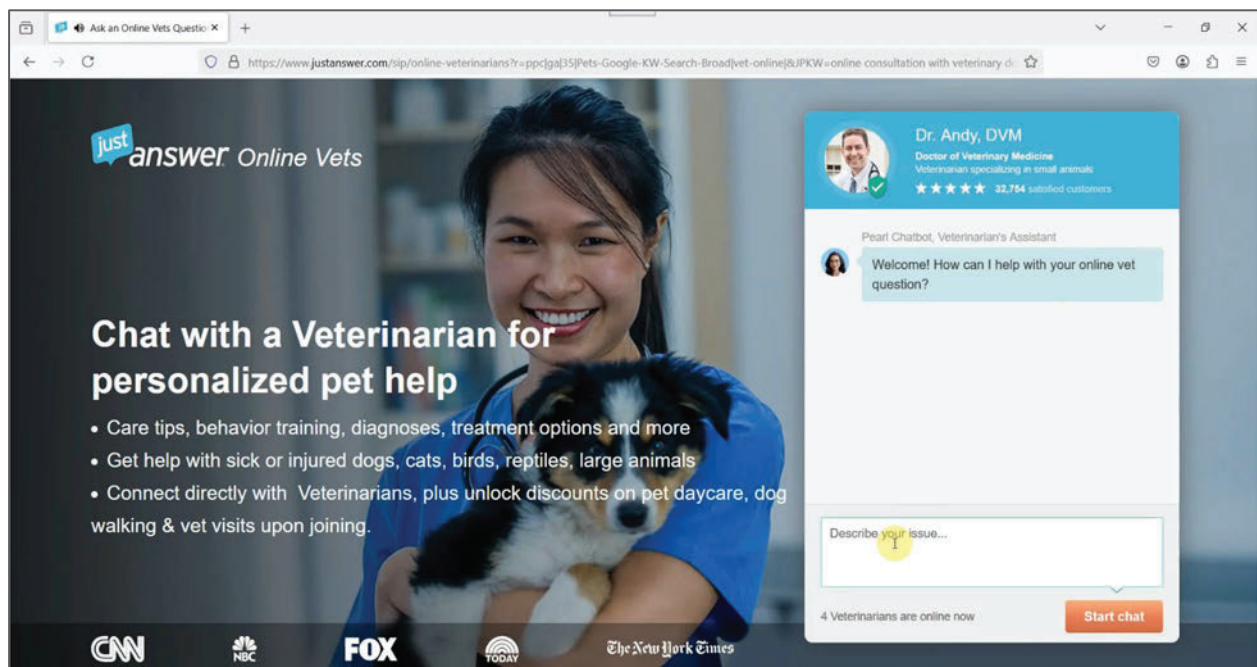 Ask an Online Vets Questio
https://www.justanswer.com/sip/online-veterinarians?r=ppc|ga|35|Pets-Google-KW-Search-Broad|vet-online|&JPKW=online consultation with veterinary d
just answer Online Vets
Chat with a Veterinarian for
personalized pet help
• Care tips, behavior training, diagnoses, treatment options and more
• Get help with sick or injured dogs, cats, birds, reptiles, large animals
• Connect directly with Veterinarians, plus unlock discounts on pet daycare, dog
walking & vet visits upon joining.
CNN NBC FOX TODAY The New York Times
Dr. Andy, DVM
Doctor of Veterinary Medicine
Veterinarian specializing in small animals
32,754 satisfied customers
Pearl Chatbot, Veterinarian's Assistant
Welcome! How can I help with your online vet
question?
Describe your issue...
4 Veterinarians are online now
Start chat